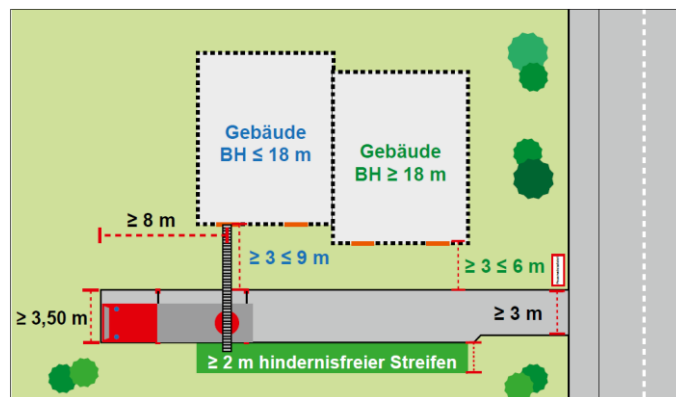 Gebäude
BH ≤ 18 m
Gebäude
BH ≥ 18 m
≥ 8 m
≥ 3 ≤ 9 m
≥ 3 ≤ 6 m
≥ 3,50 m
≥ 3 m
≥ 2 m hindernisfreier Streifen